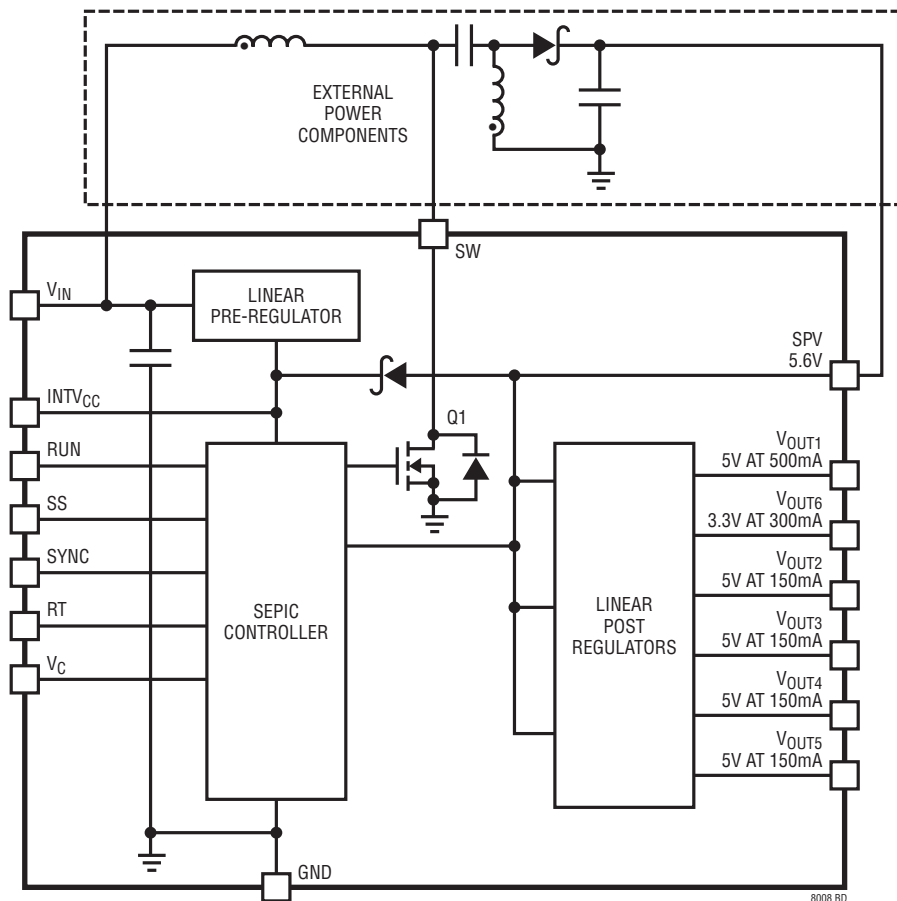 EXTERNAL
POWER
COMPONENTS
SW
VIN
LINEAR
PRE-REGULATOR
SPV
5.6V
INTVCC
Q1
RUN
SS
SYNC
RT
VC
SEPIC
CONTROLLER
LINEAR
POST
REGULATORS
VOUT1
5V AT 500mA
VOUT6
3.3V AT 300mA
VOUT2
5V AT 150mA
VOUT3
5V AT 150mA
VOUT4
5V AT 150mA
VOUT5
5V AT 150mA
GND
8008 BD